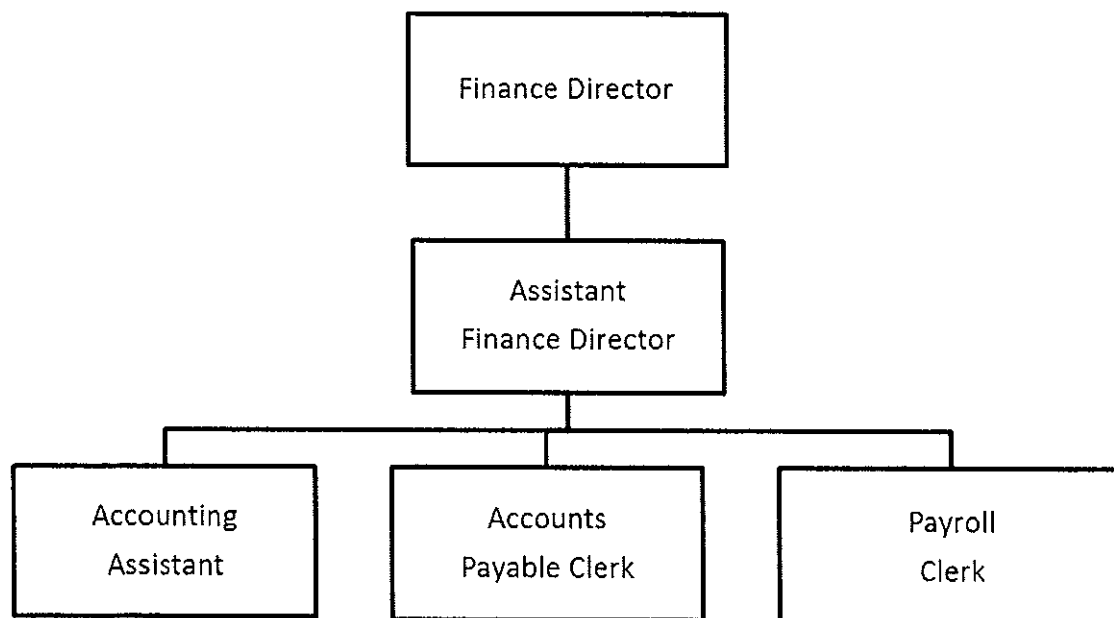 Finance Director
Assistant
Finance Director
Accounting
Assistant
Accounts
Payable Clerk
Payroll
Clerk